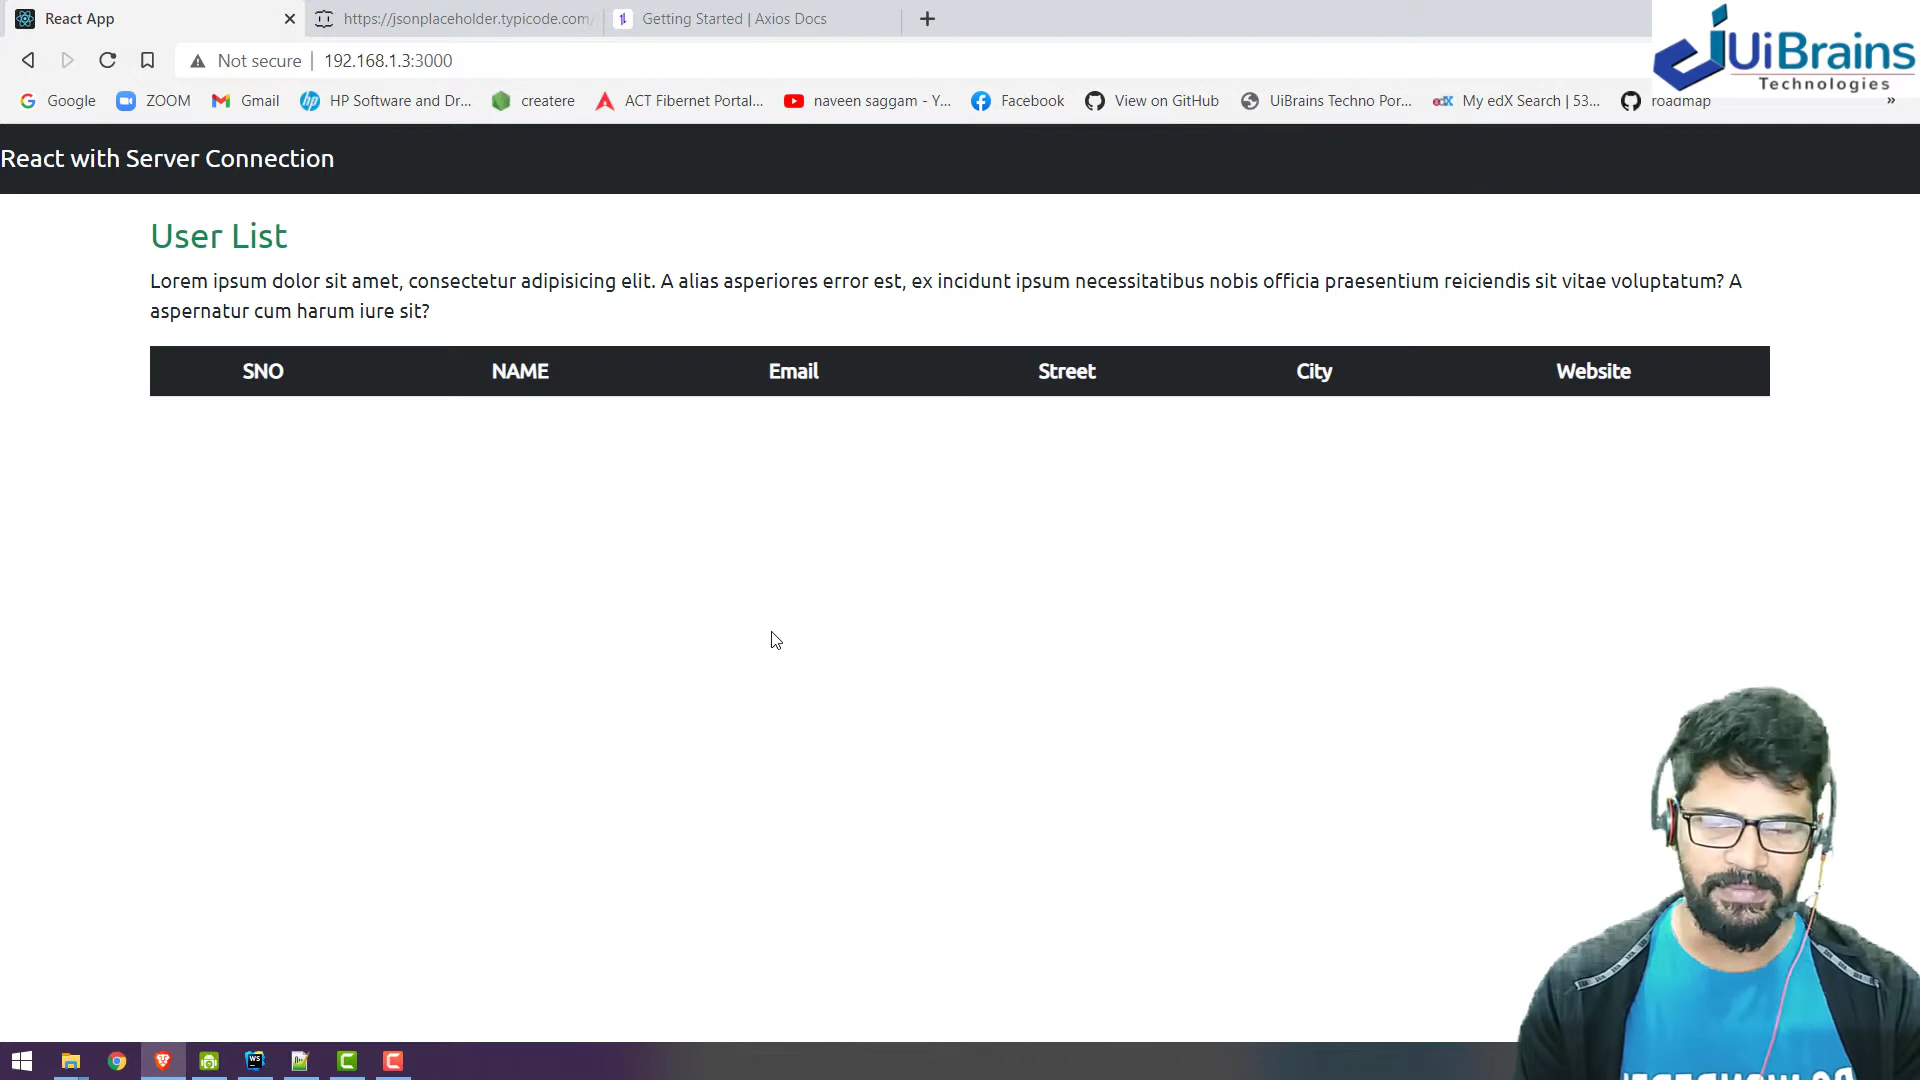 React App
https://jsonplaceholder.typicode.com/
Getting Started | Axios Docs
Not secure
192.168.1.3:3000
UiBrains
Technologies
Google
ZOOM
Gmail
HP Software and Dr...
createre
ACT Fibernet Portal...
naveen saggam - Y...
Facebook
View on GitHub
UiBrains Techno Por...
My edX Search | 53...
roadmap
React with Server Connection
User List
Lorem ipsum dolor sit amet, consectetur adipisicing elit. A alias asperiores error est, ex incidunt ipsum necessitatibus nobis officia praesentium reiciendis sit vitae voluptatum? A
aspernatur cum harum iure sit?
SNO NAME Email Street City Website